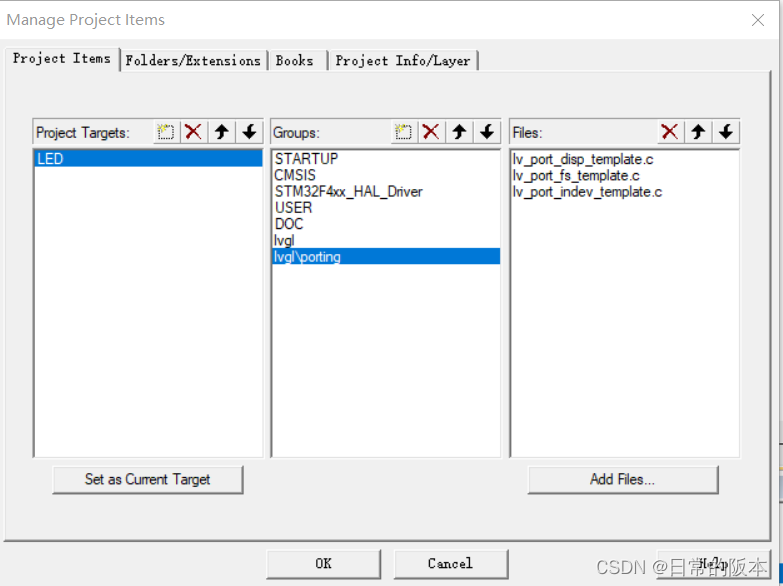 Manage Project Items
Project Items Folders/Extensions Books Project Info/Layer
Project Targets: Groups: Files:
LED
STARTUP
CMSIS
STM32F4xx_HAL_Driver
USER
DOC
lvgl
lvgl\porting
lv_port_disp_template.c
lv_port_fs_template.c
lv_port_indev_template.c
Set as Current Target Add Files...
OK Cancel Help
CSDN @日常的阪本